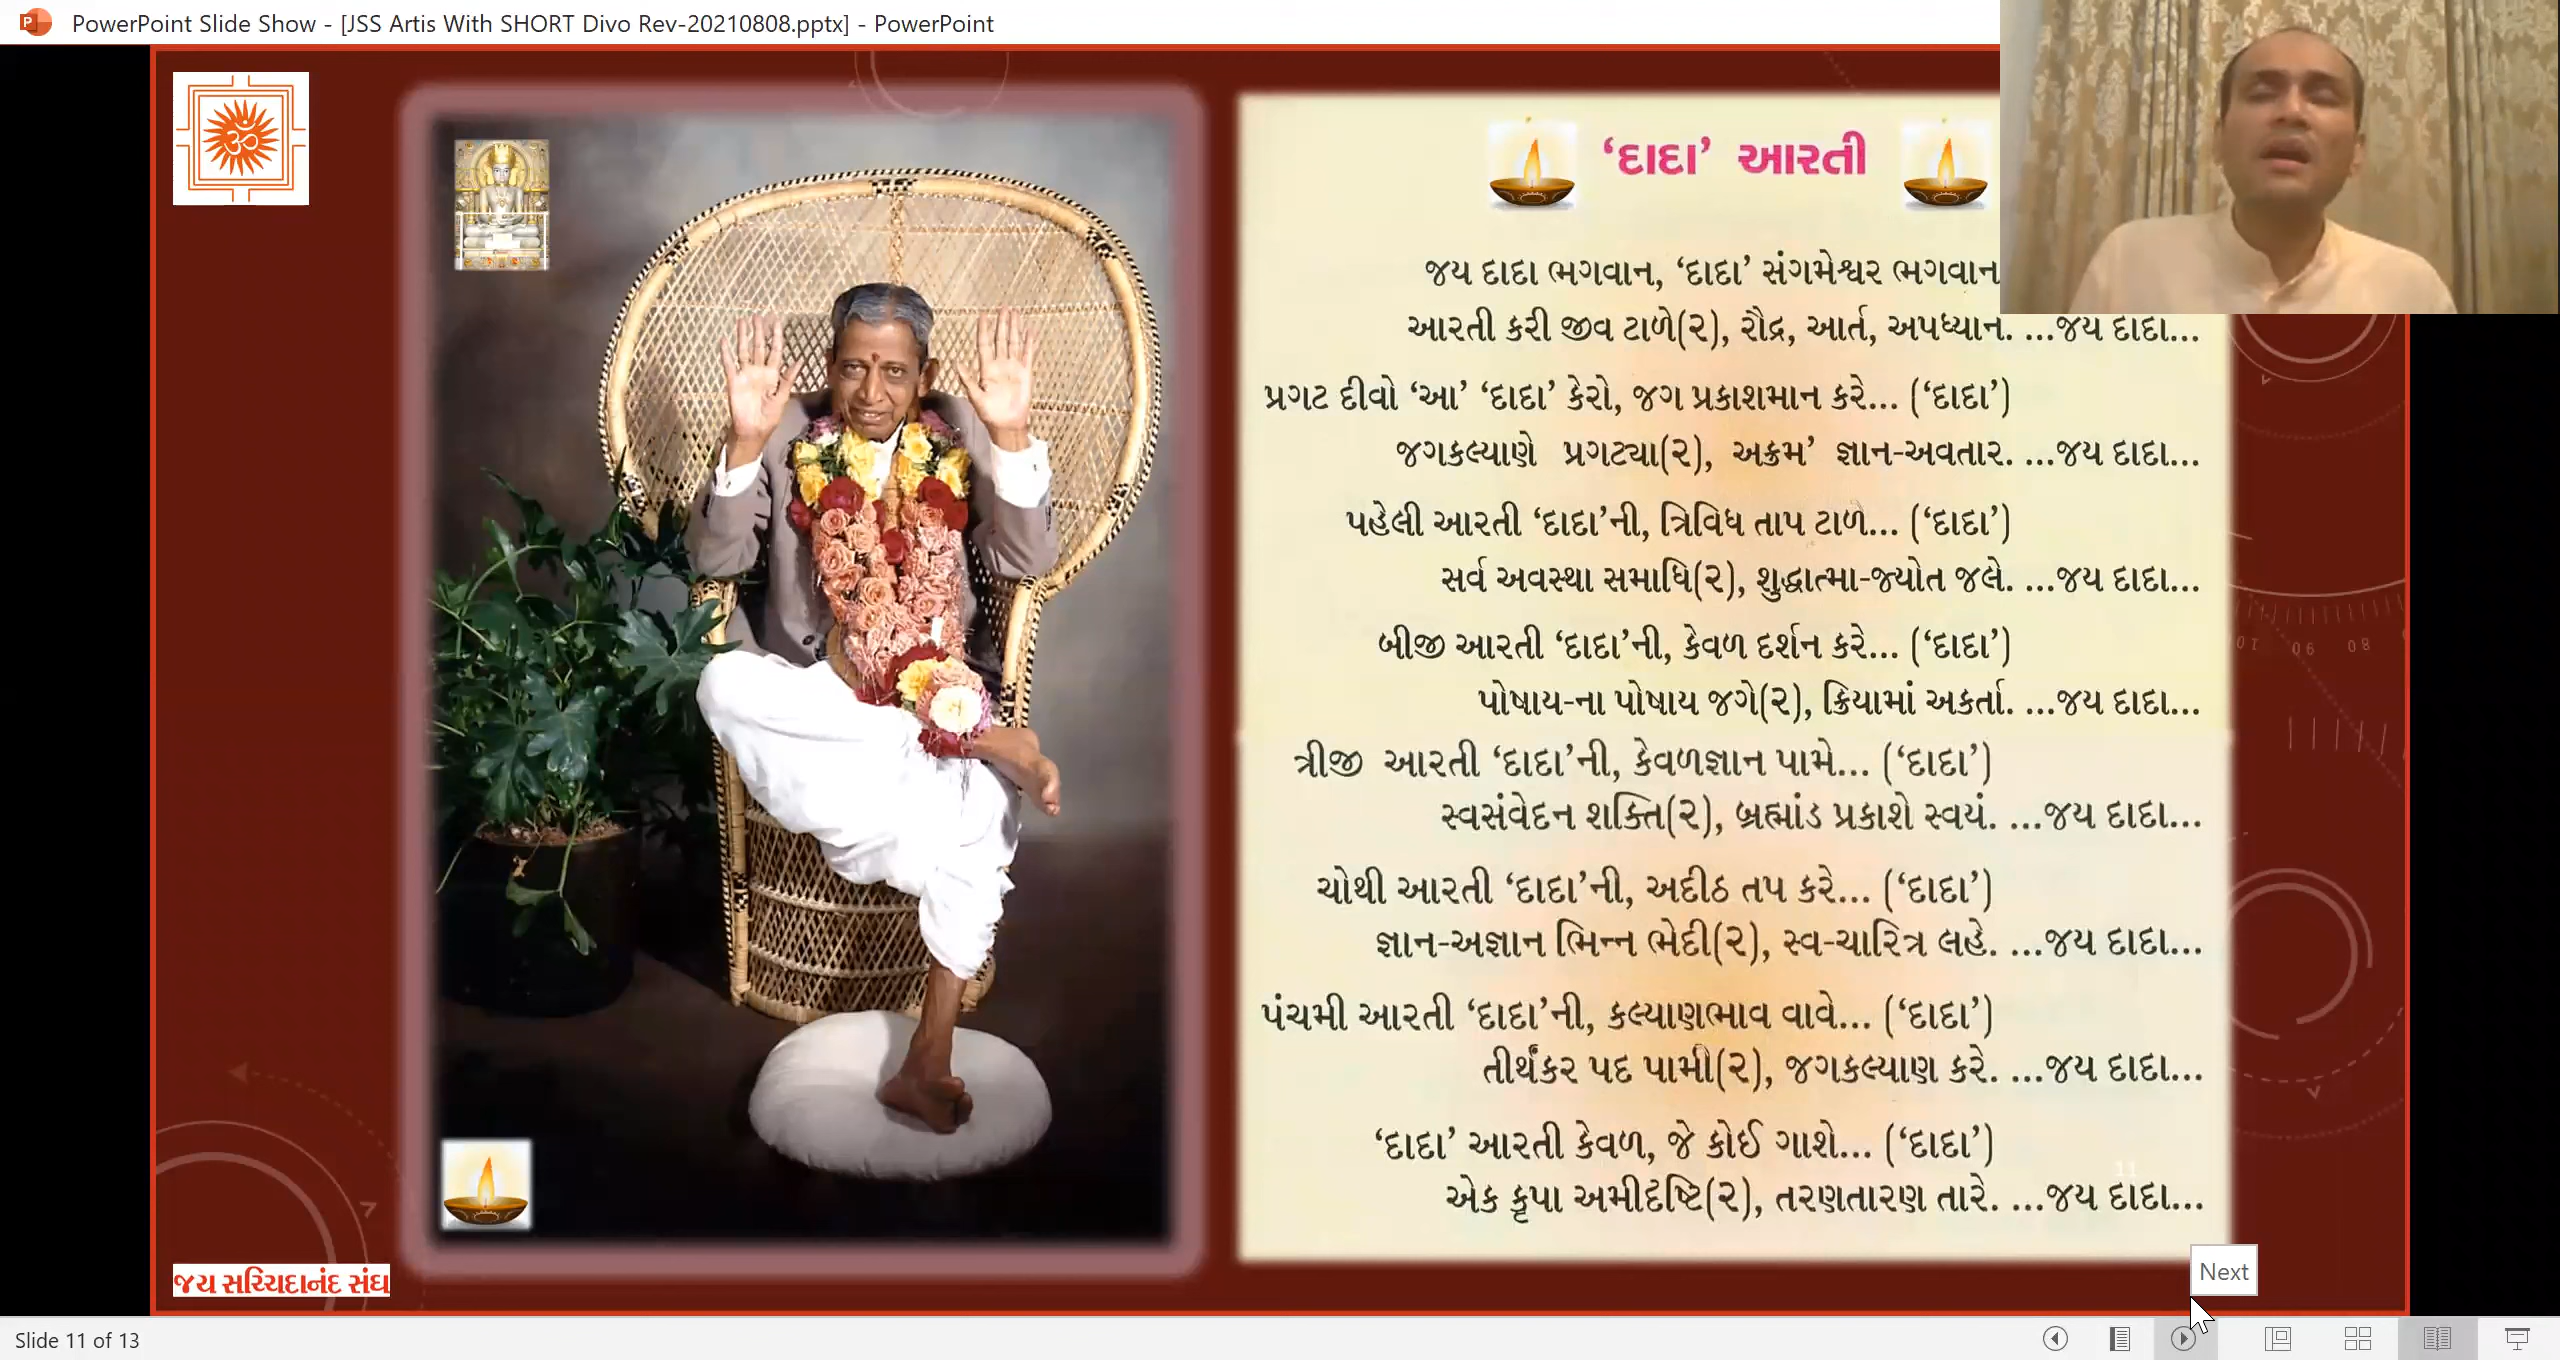 PowerPoint Slide Show - [JSS Artis With SHORT Divo Rev-20210808.pptx] - PowerPoint
‘દાદા’ આરતી
જય દાદા ભગવાન, ‘દાદા’ સંગમેશ્વર ભગવાન
આરતી કરી જીવ ટાળે(૨), રૌદ્ર, આર્ત, અપધ્યાન. ...જય દાદા...
પ્રગટ દીવો ‘આ’ ‘દાદા’ કેરો, જગ પ્રકાશમાન કરે... (‘દાદા’)
જગકલ્યાણે પ્રગટ્યા(૨), અક્રમ’ જ્ઞાન-અવતાર. ...જય દાદા...
પહેલી આરતી ‘દાદા’ની, ત્રિવિધ તાપ ટાળે... (‘દાદા’)
સર્વ અવસ્થા સમાધિ(૨), શુદ્ધાત્મા-જ્યોત જલે. ...જય દાદા...
બીજી આરતી ‘દાદા’ની, કેવળ દર્શન કરે... (‘દાદા’)
પોષાય-ના પોષાય જગે(૨), ક્રિયામાં અકર્તા. ...જય દાદા...
ત્રીજી આરતી ‘દાદા’ની, કેવળજ્ઞાન પામે... (‘દાદા’)
સ્વસંવેદન શક્તિ(૨), બ્રહ્માંડ પ્રકાશે સ્વયં. ...જય દાદા...
ચોથી આરતી ‘દાદા’ની, અદીઠ તપ કરે... (‘દાદા’)
જ્ઞાન-અજ્ઞાન ભિન્ન ભેદી(૨), સ્વ-ચારિત્ર લહે. ...જય દાદા...
પંચમી આરતી ‘દાદા’ની, કલ્યાણભાવ વાવે... (‘દાદા’)
તીર્થંકર પદ પામી(૨), જગકલ્યાણ કરે. ...જય દાદા...
‘દાદા’ આરતી કેવળ, જે કોઈ ગાશે... (‘દાદા’)
11
એક કૃપા અમીદૃષ્ટિ(૨), તરણતારણ તારે. ...જય દાદા...
જય સચ્ચિદાનંદ સંઘ
Next
Slide 11 of 13